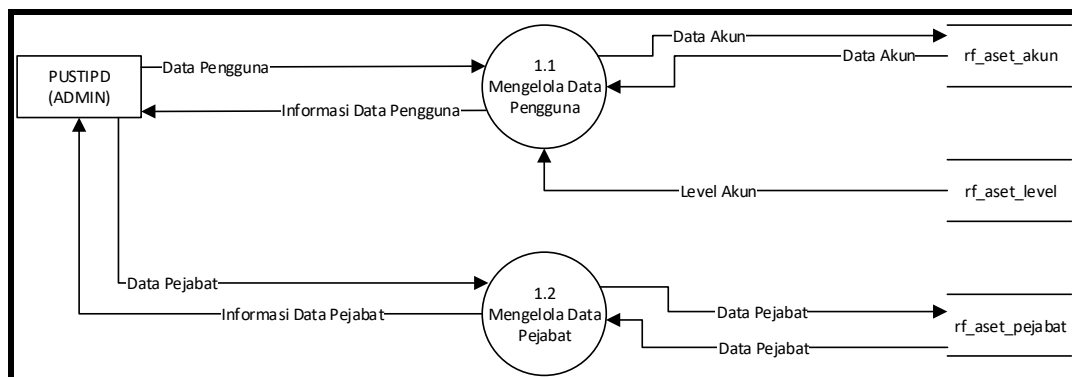 PUSTIPD
(ADMIN)
Data Pengguna
Informasi Data Pengguna
1.1
Mengelola Data
Pengguna
Data Akun
Data Akun
rf_aset_akun
Level Akun
rf_aset_level
Data Pejabat
Informasi Data Pejabat
1.2
Mengelola Data
Pejabat
Data Pejabat
Data Pejabat
rf_aset_pejabat